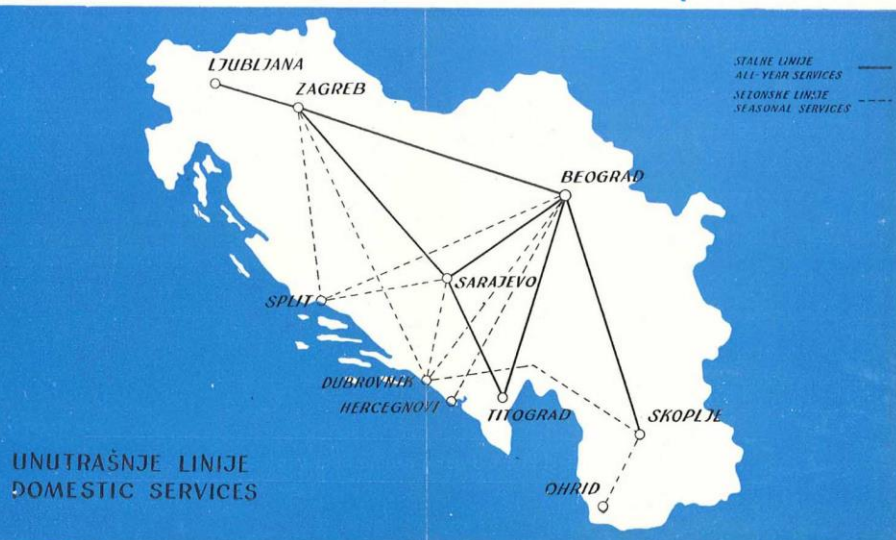 LJUBLJANA
ZAGREB
STALNE LINIJE
ALL-YEAR SERVICES
SEZONSKE LINIJE
SEASONAL SERVICES
BEOGRAD
SARAJEVO
SPLIT
DUBROVNIK
HERCEGNOVI
TITOGRAD
SKOPLJE
OHRID
UNUTRAŠNJE LINIJE
DOMESTIC SERVICES